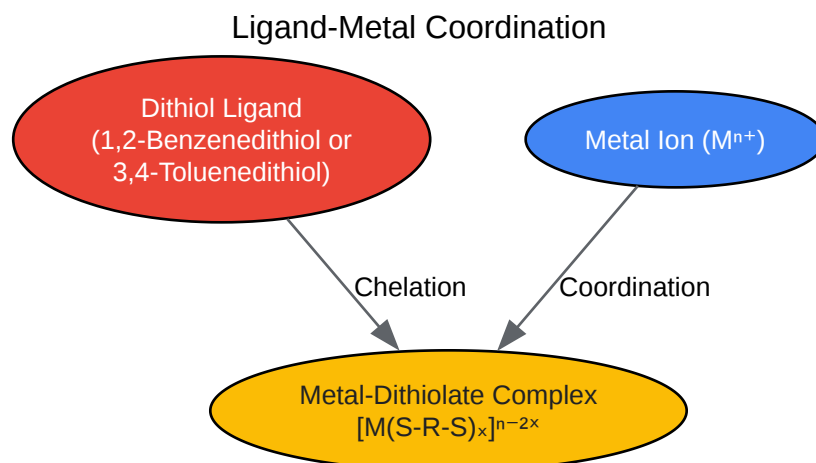 Ligand-Metal Coordination
Dithiol Ligand
(1,2-Benzenedithiol or
3,4-Toluenedithiol)
Metal Ion (Mⁿ⁺)
Chelation
Coordination
Metal-Dithiolate Complex
[M(S-R-S)ₓ]ⁿ⁻²ˣ